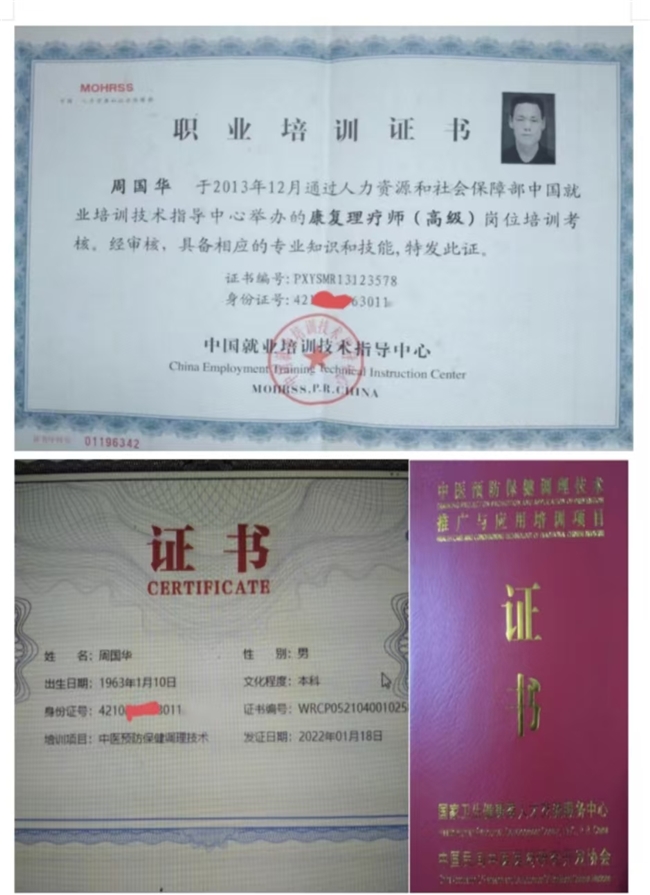 MOHRSS
职业培训证书
周国华 于2013年12月通过人力资源和社会保障部中国就
业培训技术指导中心举办的康复理疗师（高级）岗位培训考
核。经审核，具备相应的专业知识和技能,特发此证。
证书编号:PXYSMR13123578
身份证号:421 63011
中国就业培训技术指导中心
China Employment Training Technical Instruction Center
MOHRSS,P.R.CHINA
01196342
证书
CERTIFICATE
姓 名：周国华 性 别：男
出生日期：1963年1月10日 文化程度：本科
身份证号：4210 3011 证书编号：WRCP052104001025
培训项目：中医预防保健调理技术 发证日期：2022年01月18日
中医预防保健调理技术
推广与应用培训项目
证
书